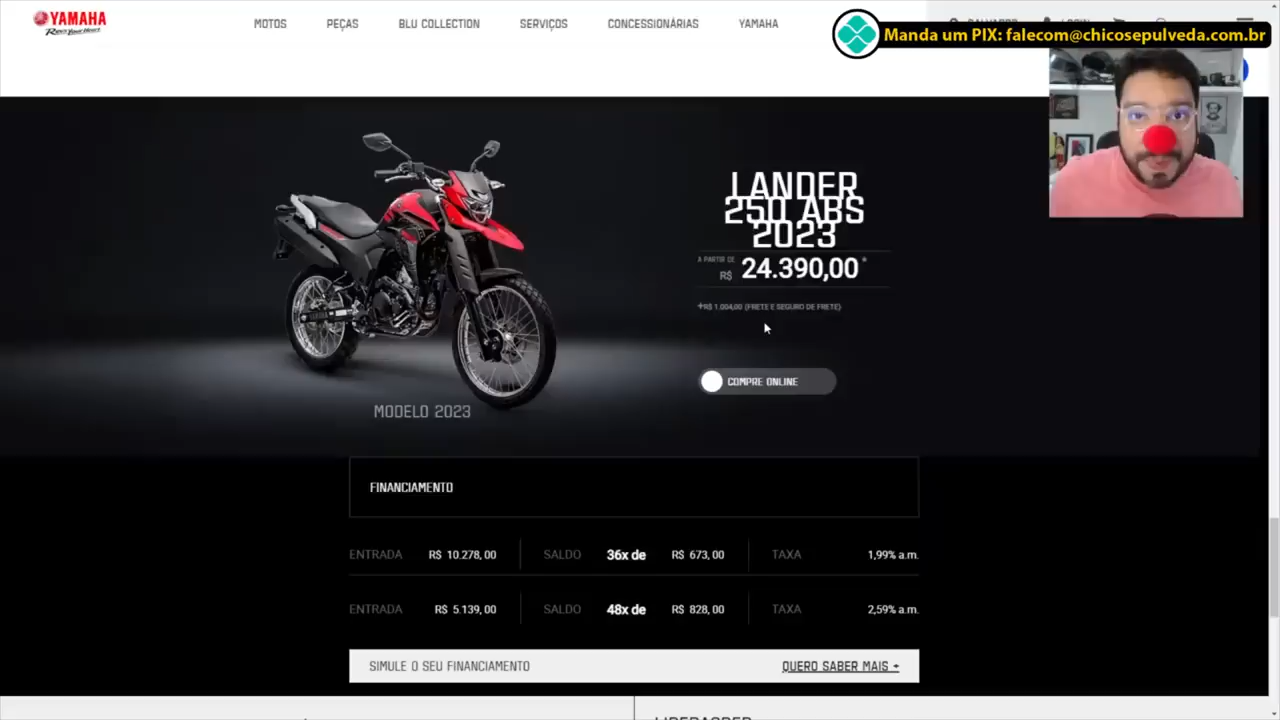 YAMAHA
Revs Your Heart
MOTOS
PEÇAS
BLU COLLECTION
SERVIÇOS
CONCESSIONÁRIAS
YAMAHA
SALVADOR
LOGIN
Manda um PIX: falecom@chicosepulveda.com.br
LANDER
250 ABS
2023
A PARTIR DE
R$ 24.390,00*
+R$ 1.004,00 (FRETE E SEGURO DE FRETE)
COMPRE ONLINE
MODELO 2023
FINANCIAMENTO
ENTRADA R$ 10.278,00 SALDO 36x de R$ 673,00 TAXA 1,99% a.m.
ENTRADA R$ 5.139,00 SALDO 48x de R$ 828,00 TAXA 2,59% a.m.
SIMULE O SEU FINANCIAMENTO QUERO SABER MAIS +